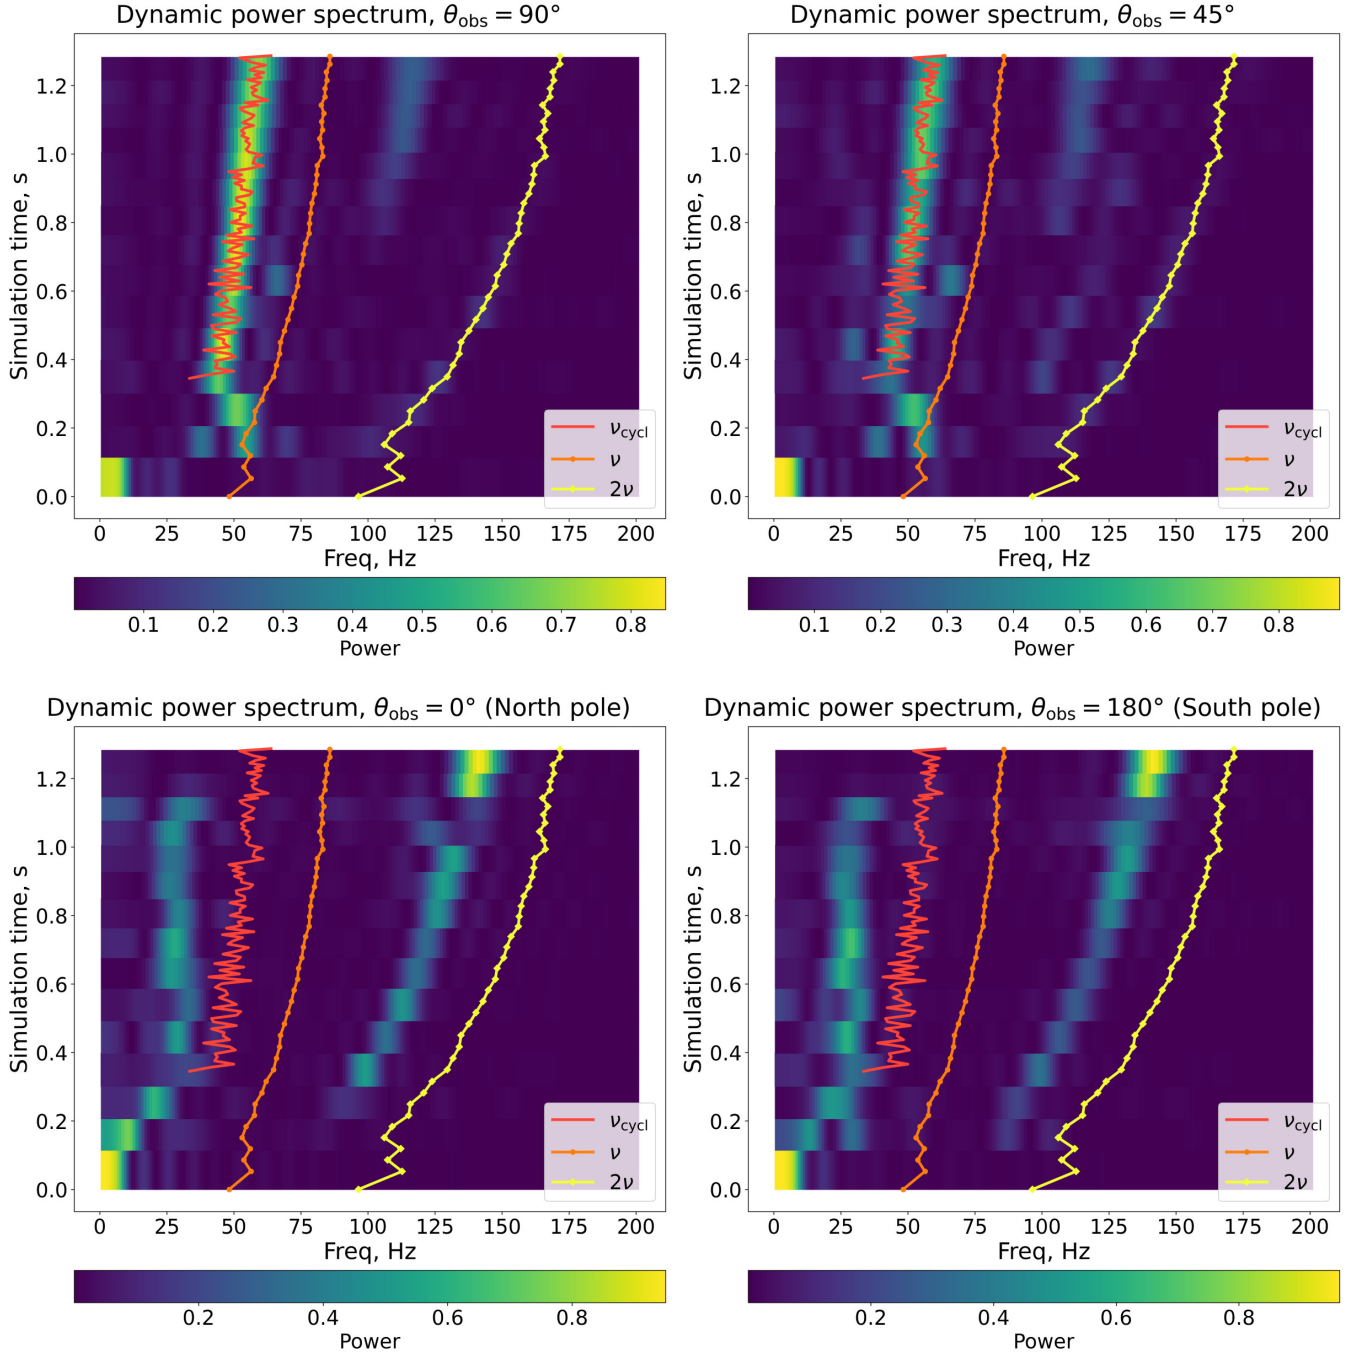 Dynamic power spectrum, θobs = 90°
Simulation time, s
1.2
1.0
0.8
0.6
0.4
0.2
0.0
νcycl
ν
2ν
0 25 50 75 100 125 150 175 200
Freq, Hz
0.1 0.2 0.3 0.4 0.5 0.6 0.7 0.8
Power
Dynamic power spectrum, θobs = 45°
Simulation time, s
1.2
1.0
0.8
0.6
0.4
0.2
0.0
νcycl
ν
2ν
0 25 50 75 100 125 150 175 200
Freq, Hz
0.1 0.2 0.3 0.4 0.5 0.6 0.7 0.8
Power
Dynamic power spectrum, θobs = 0° (North pole)
Simulation time, s
1.2
1.0
0.8
0.6
0.4
0.2
0.0
νcycl
ν
2ν
0 25 50 75 100 125 150 175 200
Freq, Hz
0.2 0.4 0.6 0.8
Power
Dynamic power spectrum, θobs = 180° (South pole)
Simulation time, s
1.2
1.0
0.8
0.6
0.4
0.2
0.0
νcycl
ν
2ν
0 25 50 75 100 125 150 175 200
Freq, Hz
0.2 0.4 0.6 0.8
Power